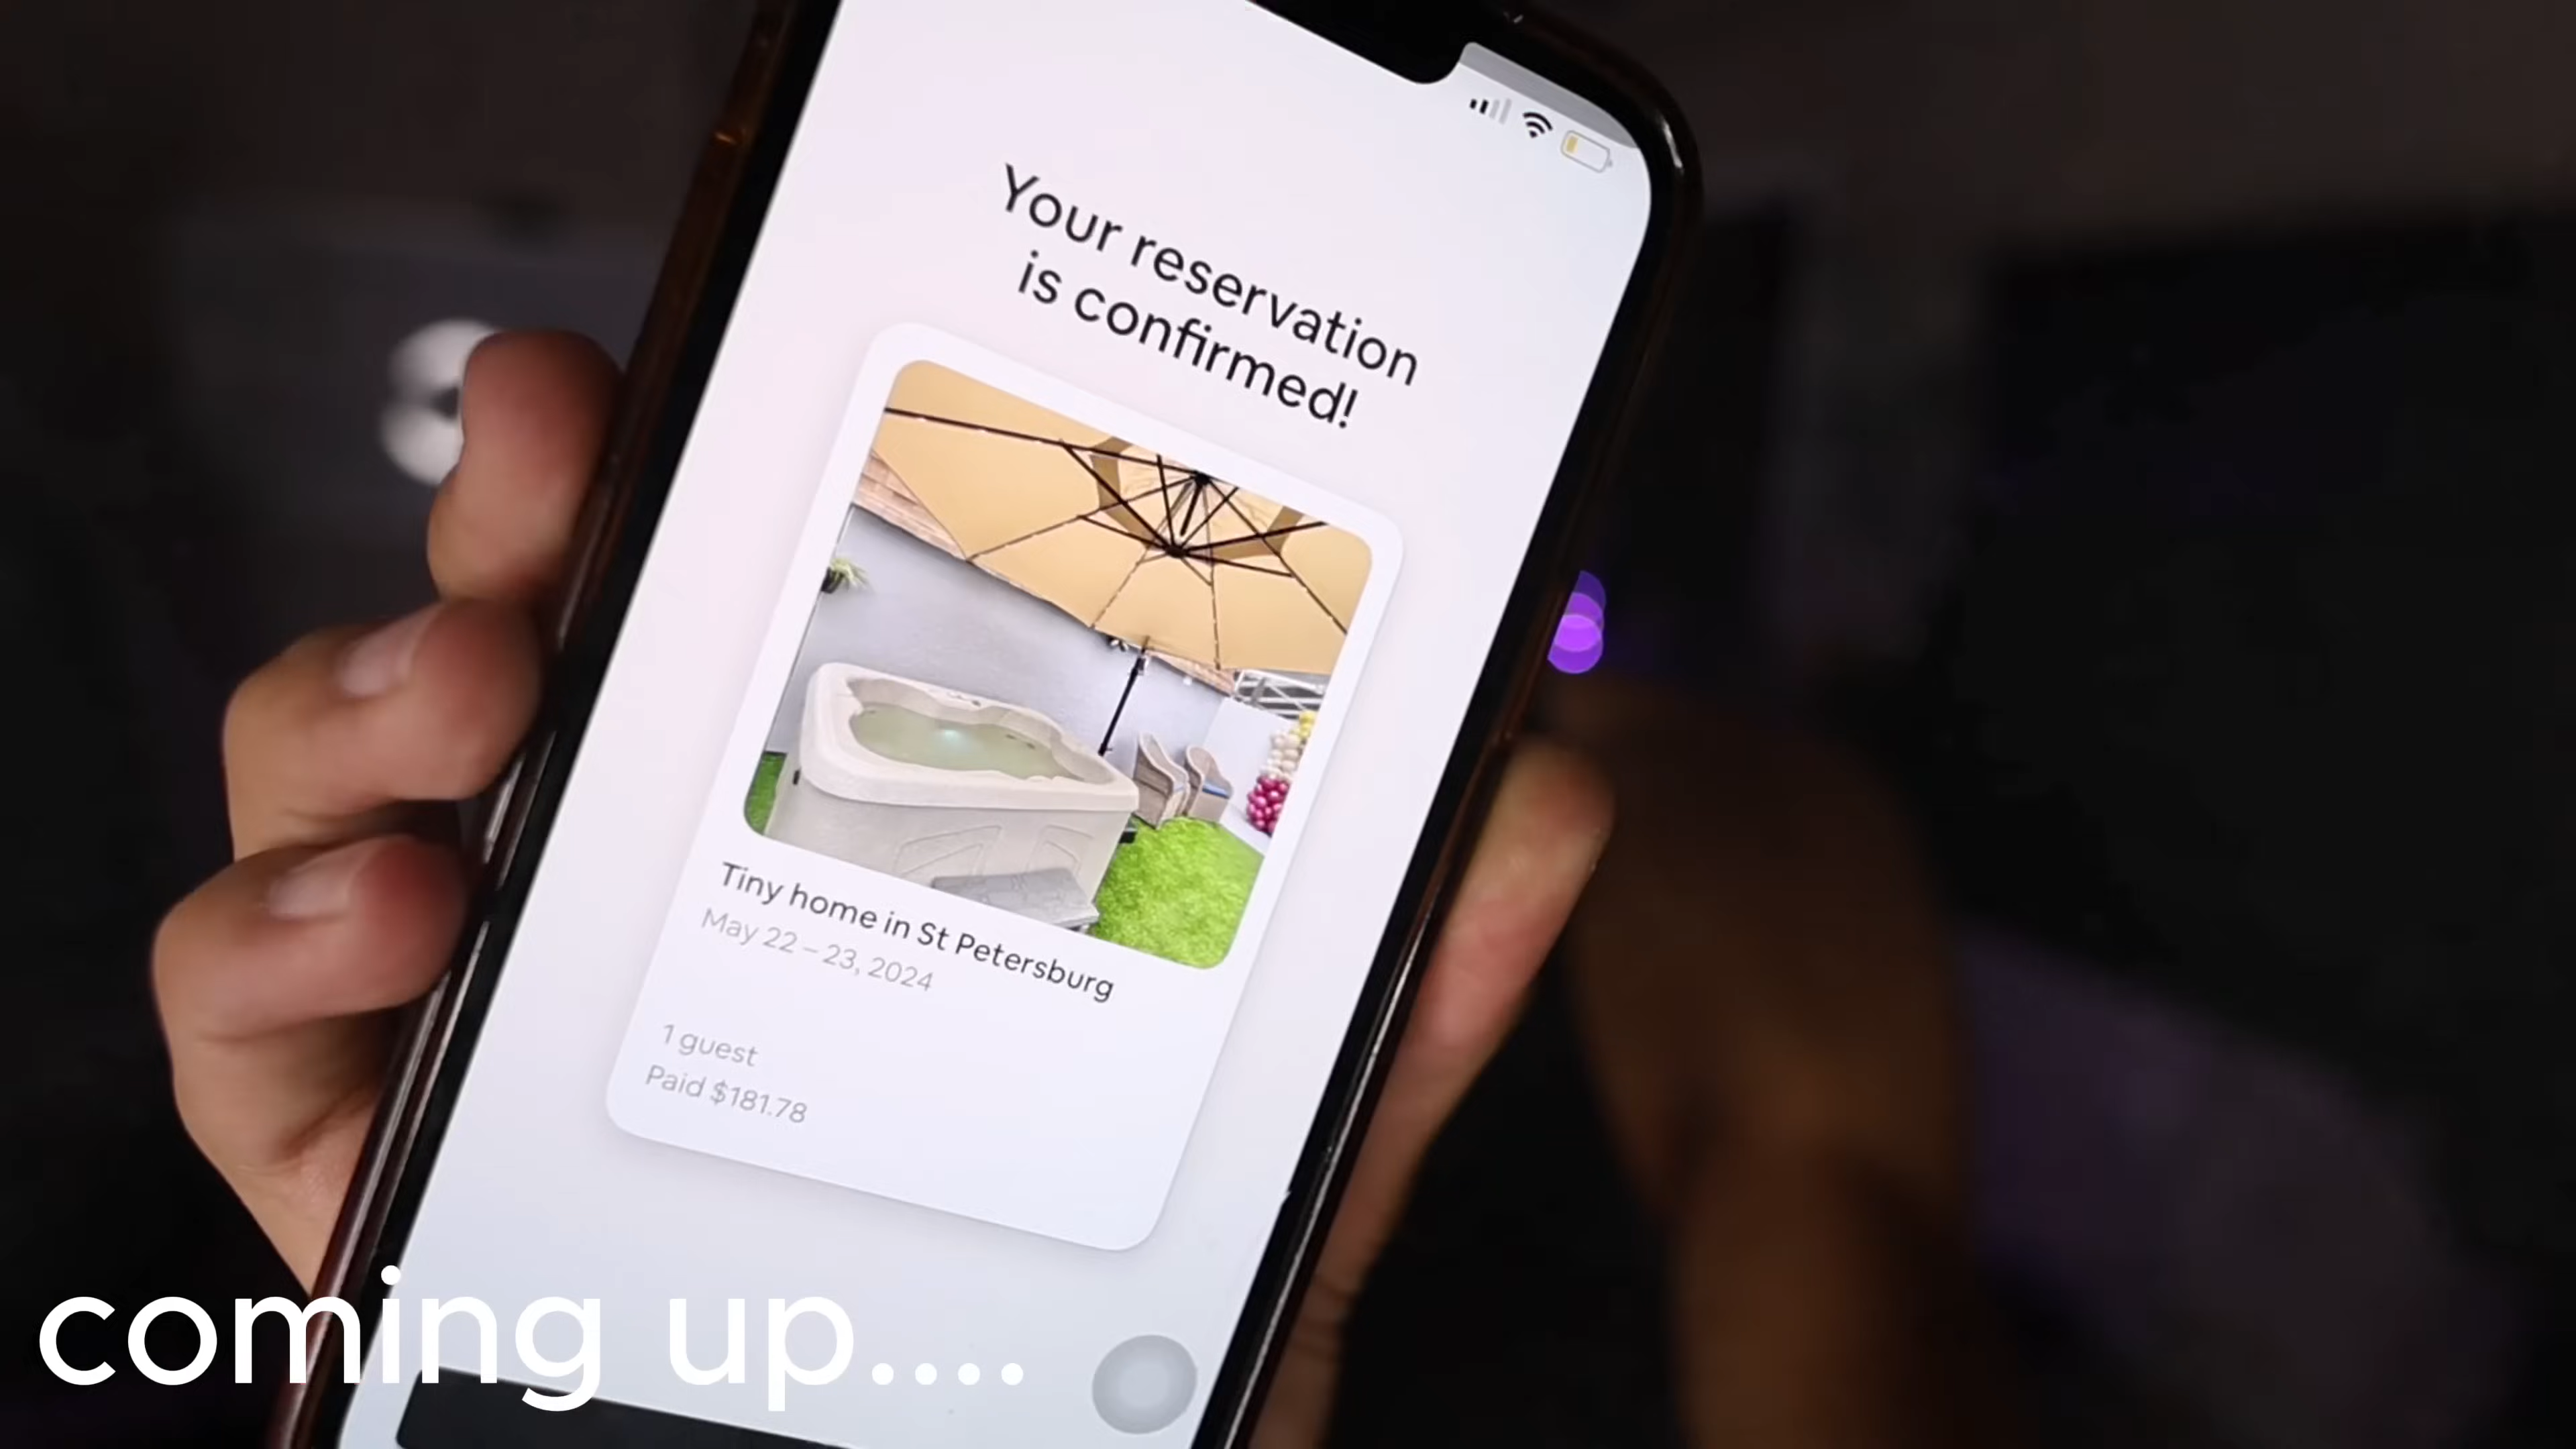 Your reservation
is confirmed!
Tiny home in St Petersburg
May 22 – 23, 2024
1 guest
Paid $181.78
coming up....